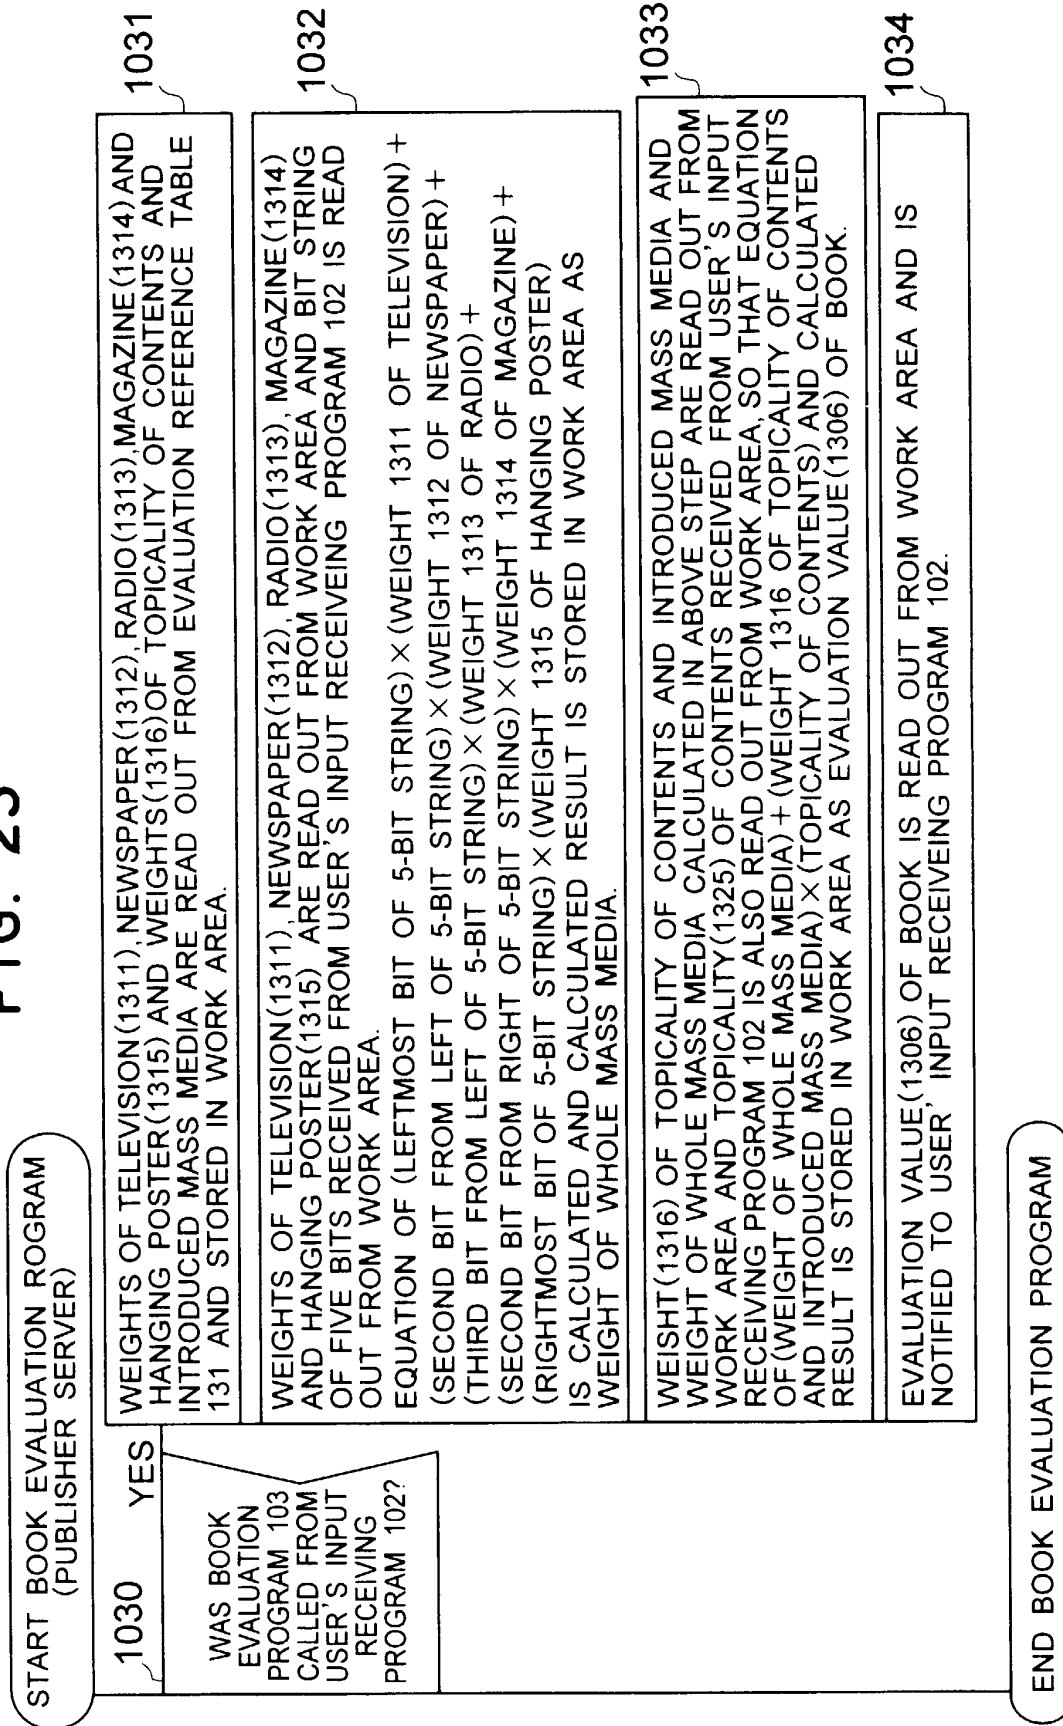 FIG. 23
START BOOK EVALUATION ROGRAM
(PUBLISHER SERVER)
1030
YES
WAS BOOK
EVALUATION
PROGRAM 103
CALLED FROM
USER'S INPUT
RECEIVING
PROGRAM 102?
1031
WEIGHTS OF TELEVISION(1311), NEWSPAPER(1312), RADIO(1313), MAGAZINE(1314) AND
HANGING POSTER(1315) AND WEIGHTS(1316) OF TOPICALITY OF CONTENTS AND
INTRODUCED MASS MEDIA ARE READ OUT FROM EVALUATION REFERENCE TABLE
131 AND STORED IN WORK AREA.
1032
WEIGHTS OF TELEVISION(1311), NEWSPAPER(1312), RADIO(1313), MAGAZINE(1314)
AND HANGING POSTER(1315) ARE READ OUT FROM WORK AREA AND BIT STRING
OF FIVE BITS RECEIVED FROM USER'S INPUT RECEIVEING PROGRAM 102 IS READ
OUT FROM WORK AREA.
EQUATION OF (LEFTMOST BIT OF 5-BIT STRING)×(WEIGHT 1311 OF TELEVISION)+
(SECOND BIT FROM LEFT OF 5-BIT STRING)×(WEIGHT 1312 OF NEWSPAPER)+
(THIRD BIT FROM LEFT OF 5-BIT STRING)×(WEIGHT 1313 OF RADIO)+
(SECOND BIT FROM RIGHT OF 5-BIT STRING)×(WEIGHT 1314 OF MAGAZINE)+
(RIGHTMOST BIT OF 5-BIT STRING)×(WEIGHT 1315 OF HANGING POSTER)
IS CALCULATED AND CALCULATED RESULT IS STORED IN WORK AREA AS
WEIGHT OF WHOLE MASS MEDIA.
1033
WEISHT(1316) OF TOPICALITY OF CONTENTS AND INTRODUCED MASS MEDIA AND
WEIGHT OF WHOLE MASS MEDIA CALCULATED IN ABOVE STEP ARE READ OUT FROM
WORK AREA AND TOPICALITY(1325) OF CONTENTS RECEIVED FROM USER'S INPUT
RECEIVING PROGRAM 102 IS ALSO READ OUT FROM WORK AREA, SO THAT EQUATION
OF (WEIGHT OF WHOLE MASS MEDIA)+(WEIGHT 1316 OF TOPICALITY OF CONTENTS
AND INTRODUCED MASS MEDIA)×(TOPICALITY OF CONTENTS) AND CALCULATED
RESULT IS STORED IN WORK AREA AS EVALUATION VALUE(1306) OF BOOK.
1034
EVALUATION VALUE(1306) OF BOOK IS READ OUT FROM WORK AREA AND IS
NOTIFIED TO USER' INPUT RECEIVEING PROGRAM 102.
END BOOK EVALUATION PROGRAM